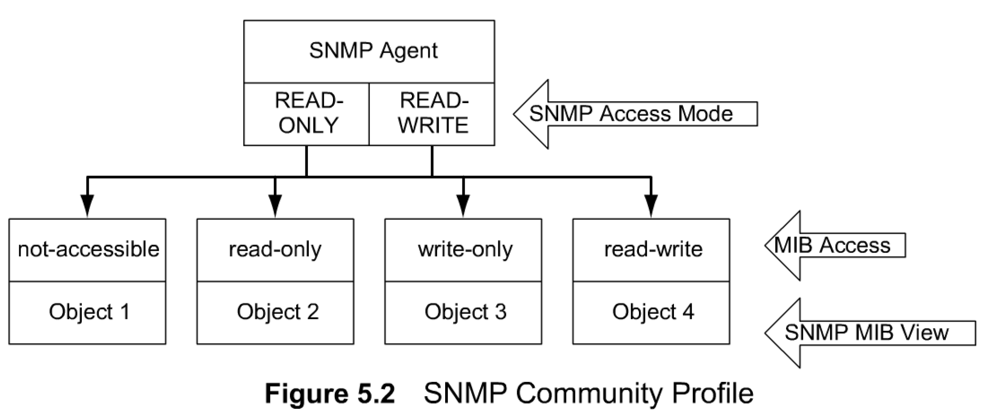 SNMP Agent
READ-
ONLY
READ-
WRITE
SNMP Access Mode
not-accessible
read-only
write-only
read-write
MIB Access
Object 1
Object 2
Object 3
Object 4
SNMP MIB View
Figure 5.2 SNMP Community Profile